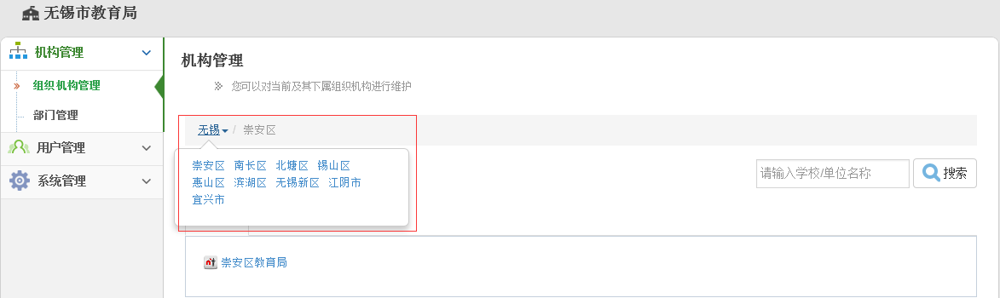 无锡市教育局
机构管理
组织机构管理
部门管理
用户管理
系统管理
机构管理
您可以对当前及其下属组织机构进行维护
无锡 / 崇安区
崇安区 南长区 北塘区 锡山区
惠山区 滨湖区 无锡新区 江阴市
宜兴市
请输入学校/单位名称 搜索
崇安区教育局